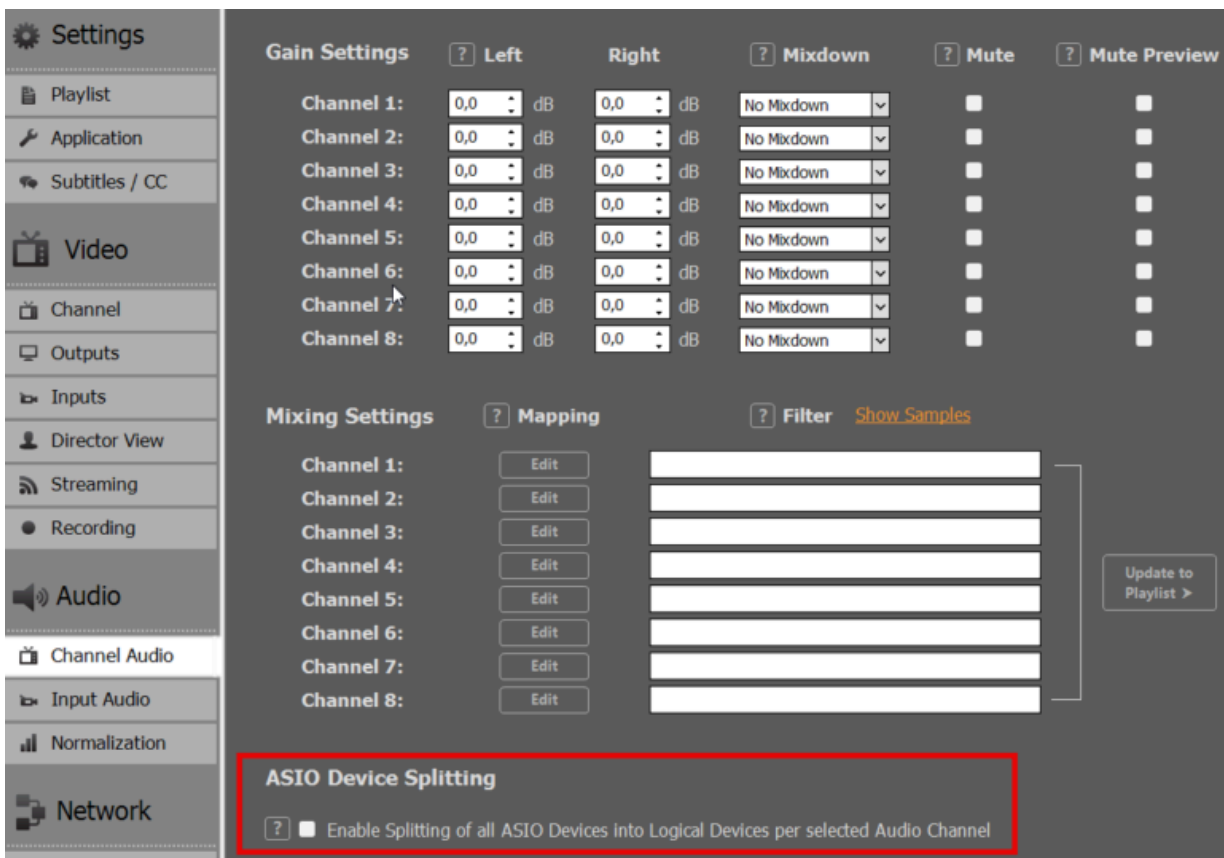 Settings
Playlist
Application
Subtitles / CC
Video
Channel
Outputs
Inputs
Director View
Streaming
Recording
Audio
Channel Audio
Input Audio
Normalization
Network
Gain Settings ? Left Right ? Mixdown ? Mute ? Mute Preview
Channel 1: 0,0 dB 0,0 dB No Mixdown
Channel 2: 0,0 dB 0,0 dB No Mixdown
Channel 3: 0,0 dB 0,0 dB No Mixdown
Channel 4: 0,0 dB 0,0 dB No Mixdown
Channel 5: 0,0 dB 0,0 dB No Mixdown
Channel 6: 0,0 dB 0,0 dB No Mixdown
Channel 7: 0,0 dB 0,0 dB No Mixdown
Channel 8: 0,0 dB 0,0 dB No Mixdown
Mixing Settings ? Mapping ? Filter Show Samples
Channel 1: Edit
Channel 2: Edit
Channel 3: Edit
Channel 4: Edit
Channel 5: Edit
Channel 6: Edit
Channel 7: Edit
Channel 8: Edit
Update to
Playlist ➤
ASIO Device Splitting
? Enable Splitting of all ASIO Devices into Logical Devices per selected Audio Channel